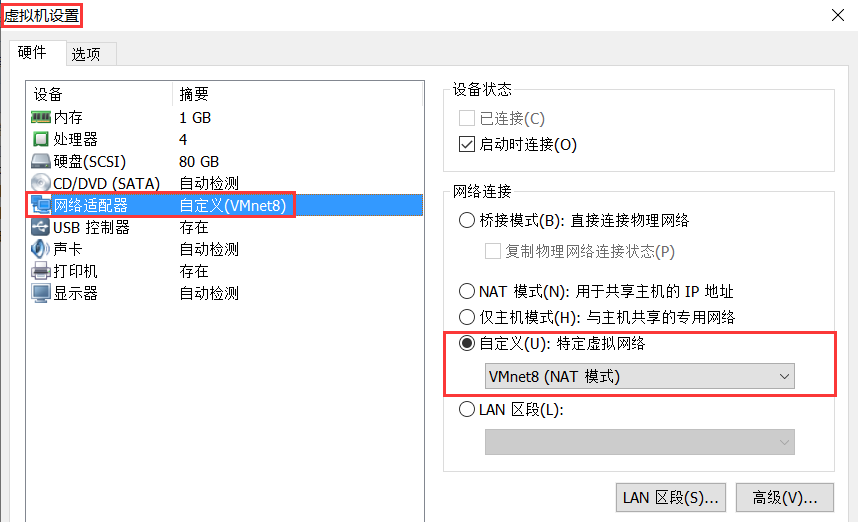 虚拟机设置
硬件 选项
设备 摘要
内存 1 GB
处理器 4
硬盘(SCSI) 80 GB
CD/DVD (SATA) 自动检测
网络适配器 自定义(VMnet8)
USB 控制器 存在
声卡 自动检测
打印机 存在
显示器 自动检测
设备状态
已连接(C)
启动时连接(O)
网络连接
桥接模式(B): 直接连接物理网络
复制物理网络连接状态(P)
NAT 模式(N): 用于共享主机的 IP 地址
仅主机模式(H): 与主机共享的专用网络
自定义(U): 特定虚拟网络
VMnet8 (NAT 模式)
LAN 区段(L):
LAN 区段(S)... 高级(V)...